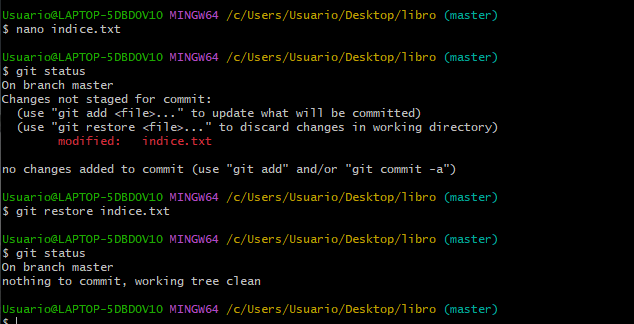 Usuario@LAPTOP-5DBDOV10 MINGW64 /c/Users/Usuario/Desktop/libro (master)
$ nano indice.txt
Usuario@LAPTOP-5DBDOV10 MINGW64 /c/Users/Usuario/Desktop/libro (master)
$ git status
On branch master
Changes not staged for commit:
  (use "git add <file>..." to update what will be committed)
  (use "git restore <file>..." to discard changes in working directory)
        modified:   indice.txt
no changes added to commit (use "git add" and/or "git commit -a")
Usuario@LAPTOP-5DBDOV10 MINGW64 /c/Users/Usuario/Desktop/libro (master)
$ git restore indice.txt
Usuario@LAPTOP-5DBDOV10 MINGW64 /c/Users/Usuario/Desktop/libro (master)
$ git status
On branch master
nothing to commit, working tree clean
Usuario@LAPTOP-5DBDOV10 MINGW64 /c/Users/Usuario/Desktop/libro (master)
$